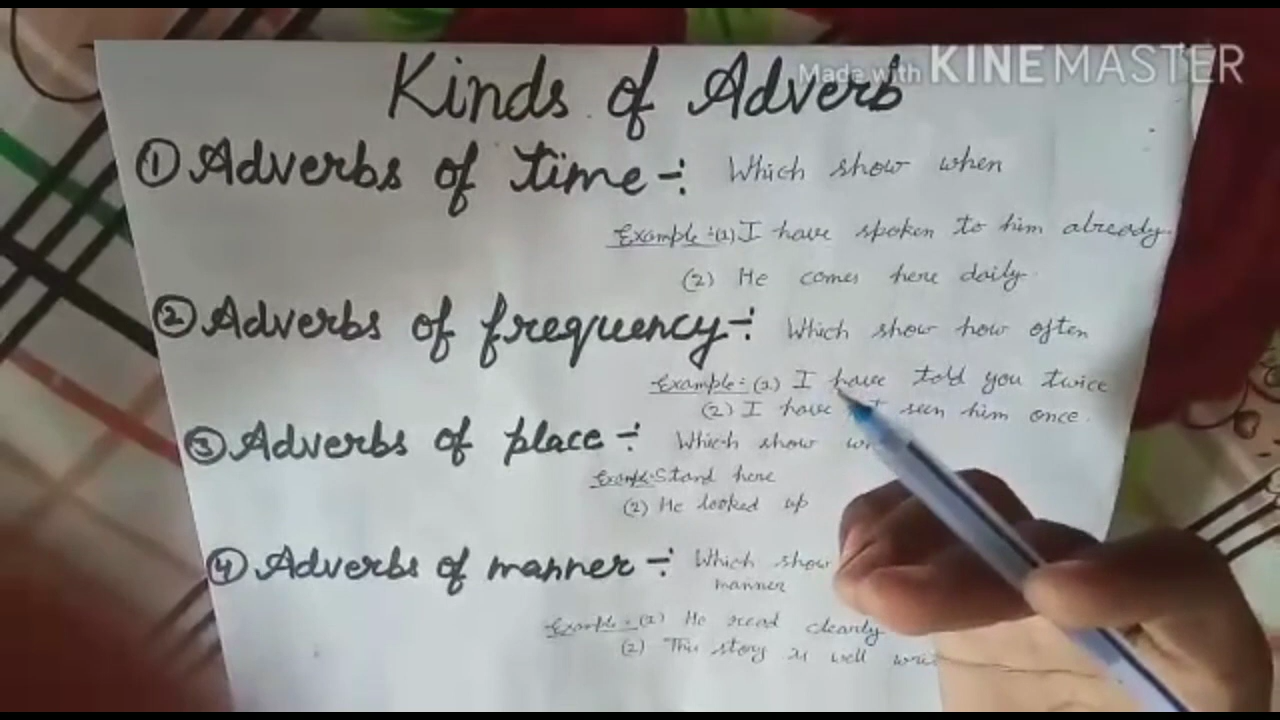 Made with KINEMASTER
Kinds of Adverb
① Adverbs of time -: Which show when
Example :- (1) I have spoken to him already.
(2) He comes here daily.
② Adverbs of frequency -: Which show how often
Example :- (1) I have told you twice
(2) I have seen him once.
③ Adverbs of place -: Which show
Example:- Stand here
(2) He looked up
④ Adverbs of manner -: Which show
manner
Example :- (1) He read clearly
(2) This story is well